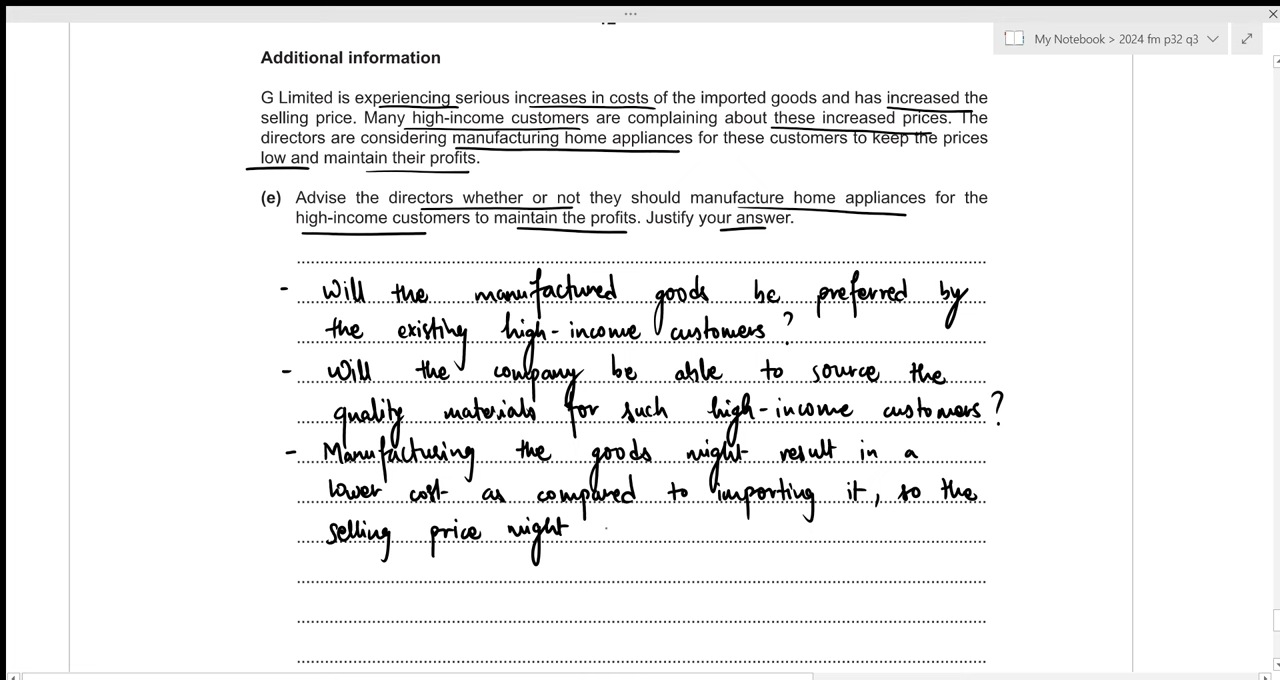 My Notebook > 2024 fm p32 q3
Additional information
G Limited is experiencing serious increases in costs of the imported goods and has increased the
selling price. Many high-income customers are complaining about these increased prices. The
directors are considering manufacturing home appliances for these customers to keep the prices
low and maintain their profits.
(e) Advise the directors whether or not they should manufacture home appliances for the
high-income customers to maintain the profits. Justify your answer.
- Will the manufactured goods be preferred by
the existing high-income customers?
- Will the company be able to source the
quality materials for such high-income customers?
- Manufacturing the goods might result in a
lower cost as compared to importing it, so the
selling price might